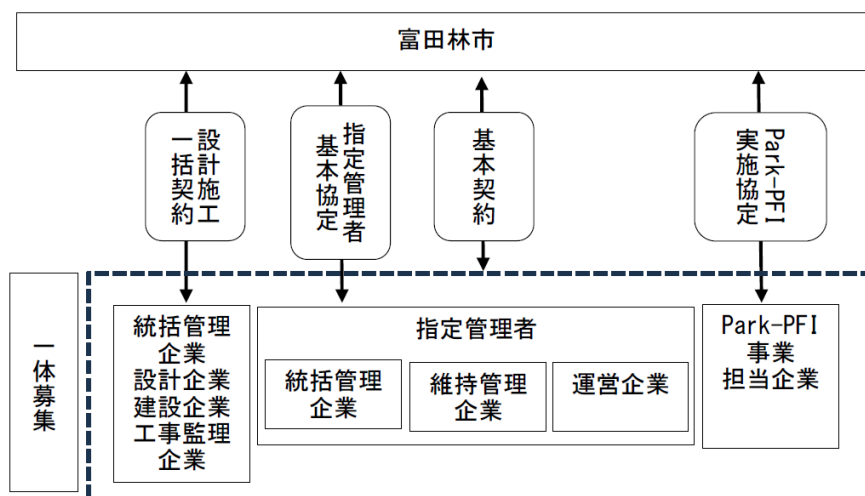 富田林市
設計施工
一括契約
指定管理者
基本協定
基本契約
Park-PFI
実施協定
一体募集
統括管理
企業
設計企業
建設企業
工事監理
企業
指定管理者
統括管理
企業
維持管理
企業
運営企業
Park-PFI
事業
担当企業